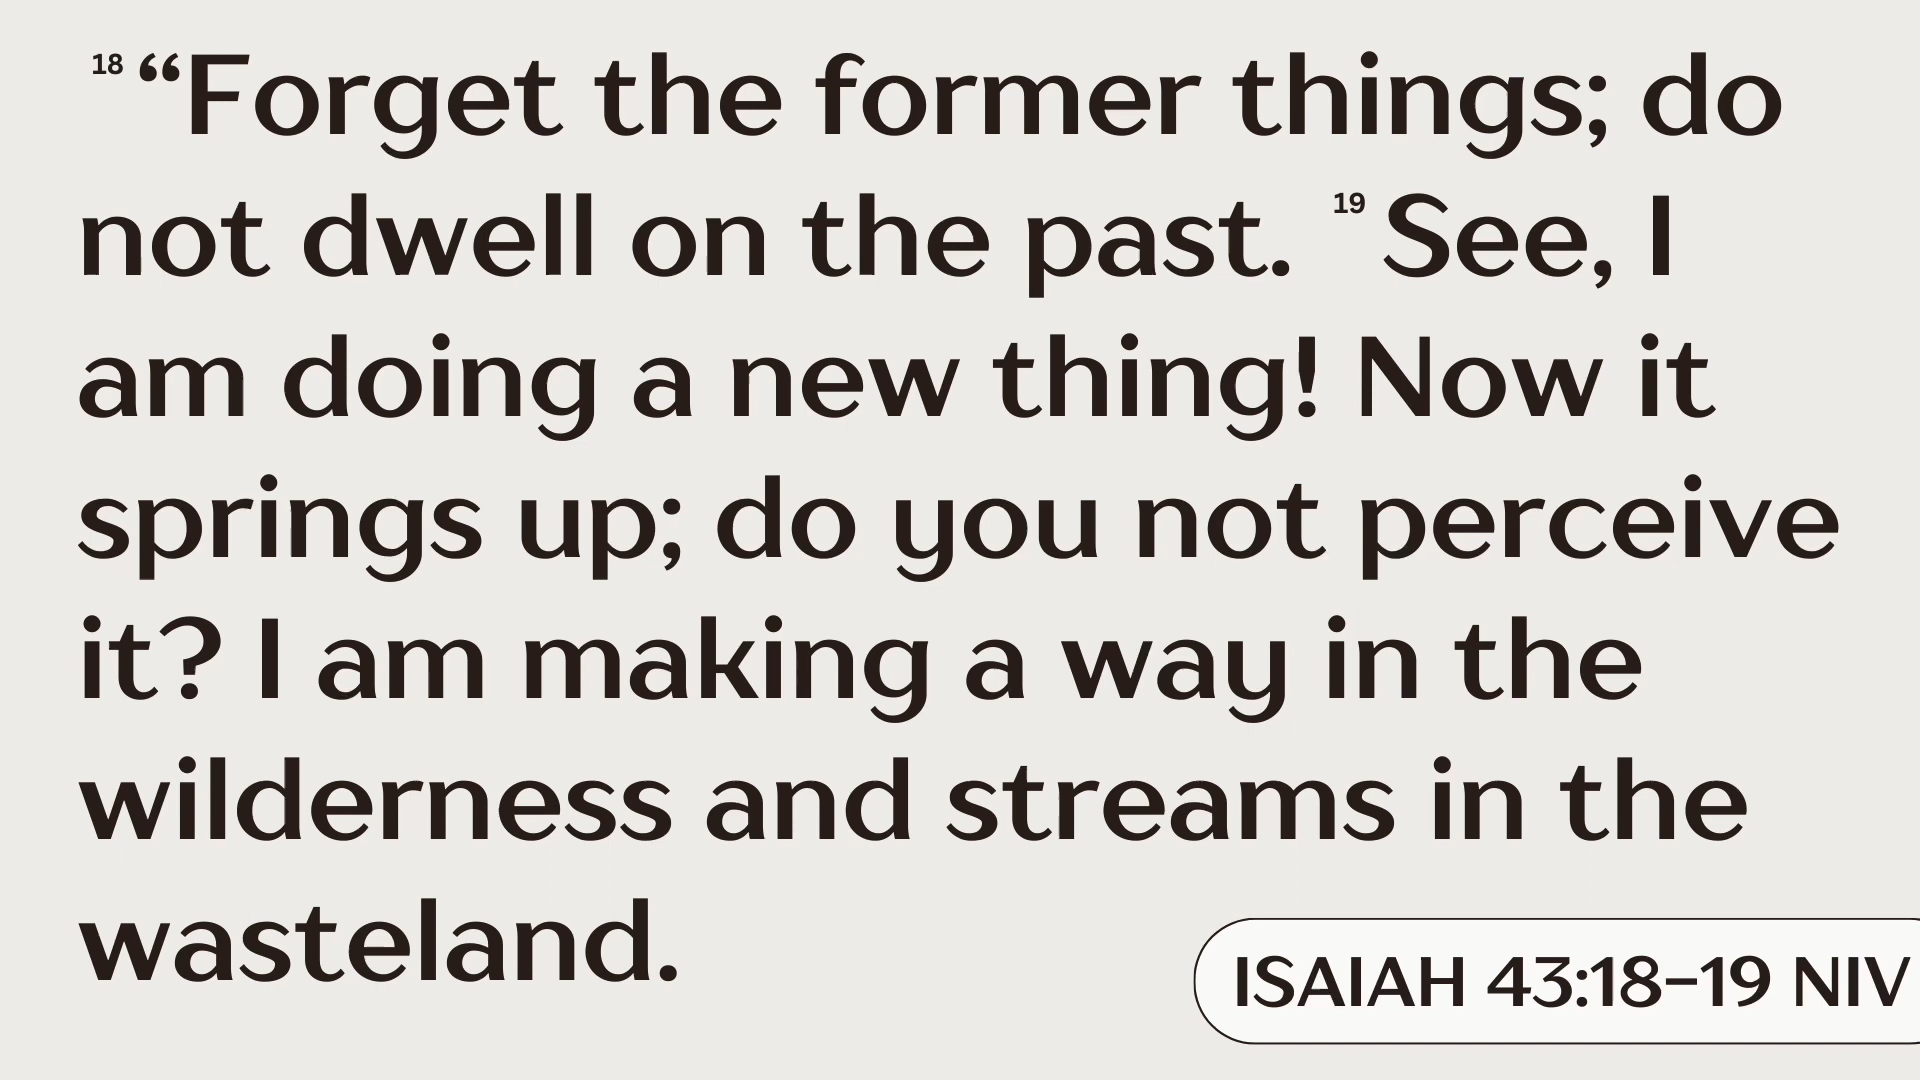 18 “Forget the former things; do
not dwell on the past. 19 See, I
am doing a new thing! Now it
springs up; do you not perceive
it? I am making a way in the
wilderness and streams in the
wasteland.
ISAIAH 43:18–19 NIV